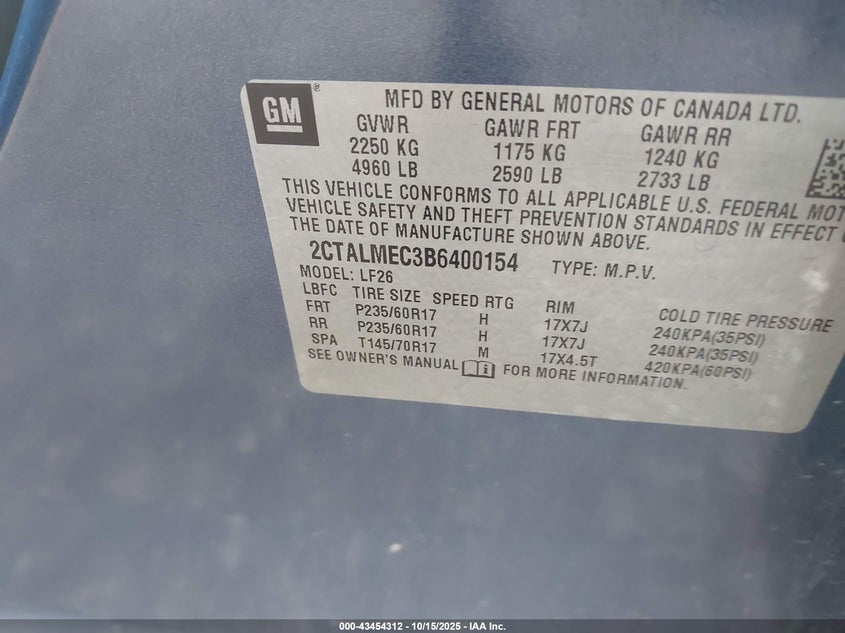 GM
MFD BY GENERAL MOTORS OF CANADA LTD.
GVWR GAWR FRT GAWR RR
2250 KG 1175 KG 1240 KG
4960 LB 2590 LB 2733 LB
THIS VEHICLE CONFORMS TO ALL APPLICABLE U.S. FEDERAL MOT
VEHICLE SAFETY AND THEFT PREVENTION STANDARDS IN EFFECT
THE DATE OF MANUFACTURE SHOWN ABOVE.
2CTALMEC3B6400154 TYPE: M.P.V.
MODEL: LF26
LBFC TIRE SIZE SPEED RTG RIM COLD TIRE PRESSURE
FRT P235/60R17 H 17X7J 240KPA(35PSI)
RR P235/60R17 H 17X7J 240KPA(35PSI)
SPA T145/70R17 M 17X4.5T 420KPA(60PSI)
SEE OWNER'S MANUAL i FOR MORE INFORMATION.
000-43454312 - 10/15/2025 - IAA Inc.